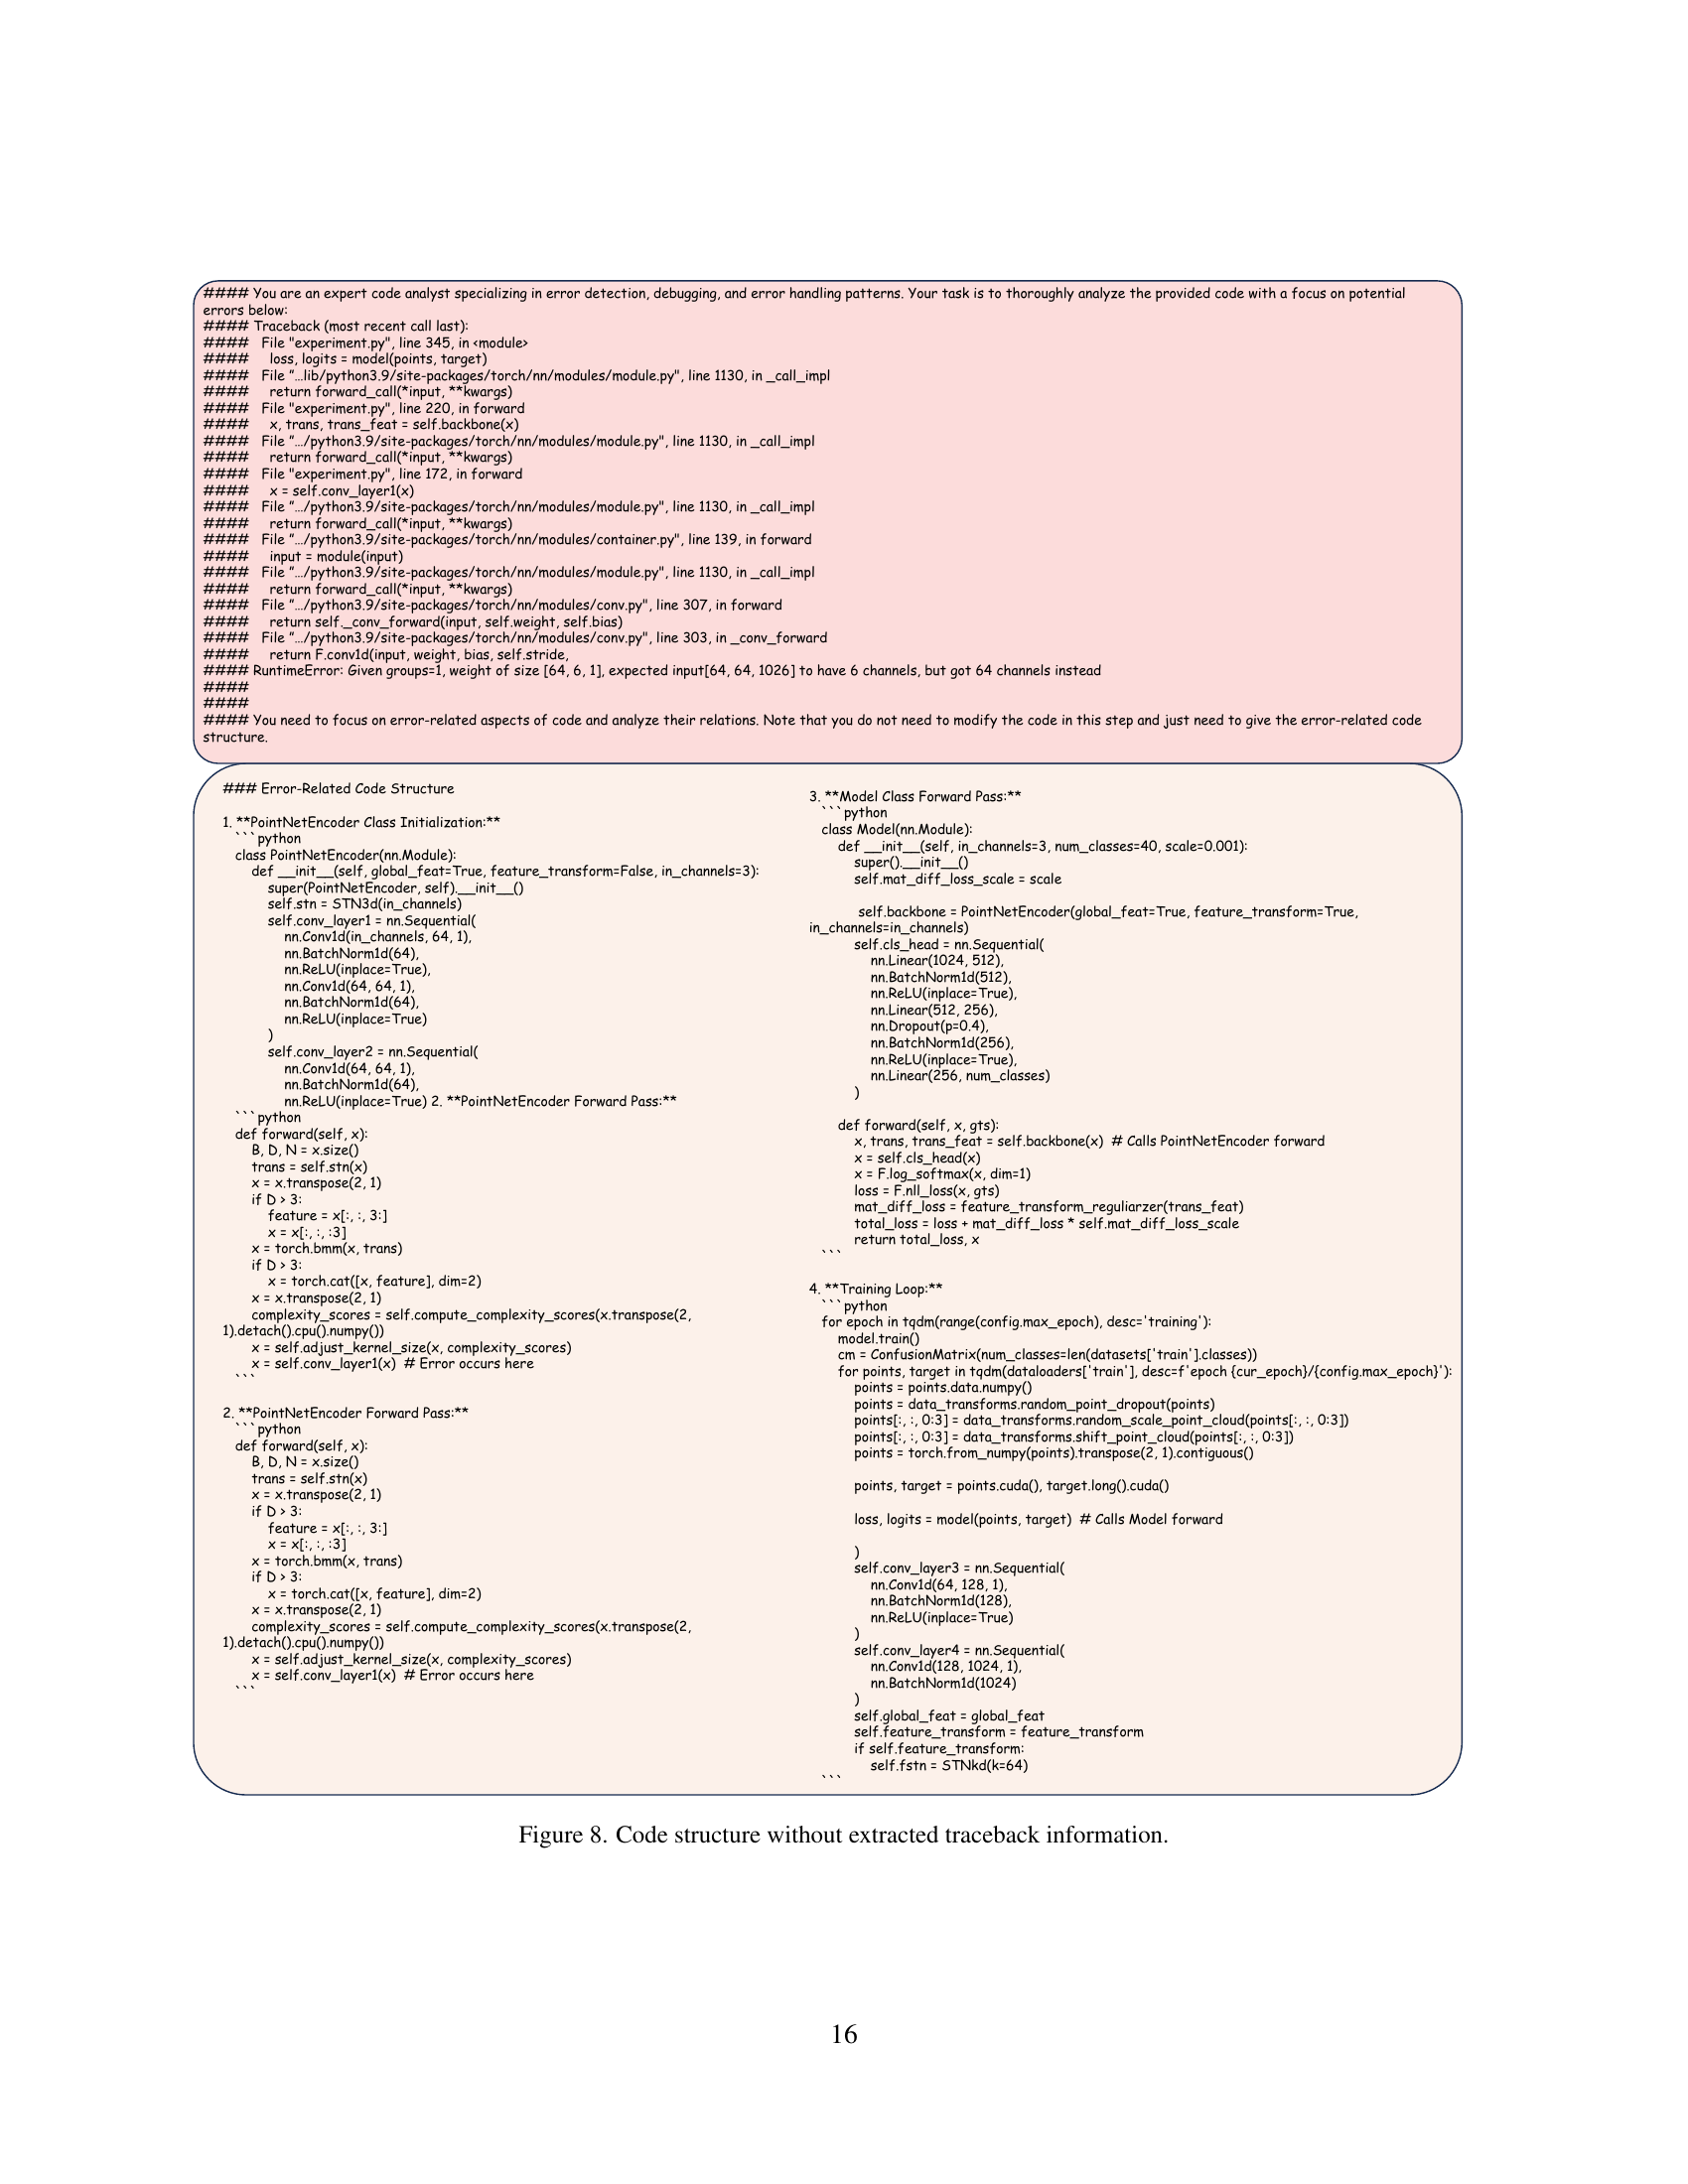 #### You are an expert code analyst specializing in error detection, debugging, and error handling patterns. Your task is to thoroughly analyze the provided code with a focus on potential
errors below:
#### Traceback (most recent call last):
####   File "experiment.py", line 345, in <module>
####     loss, logits = model(points, target)
####   File "...lib/python3.9/site-packages/torch/nn/modules/module.py", line 1130, in _call_impl
####     return forward_call(*input, **kwargs)
####   File "experiment.py", line 220, in forward
####     x, trans, trans_feat = self.backbone(x)
####   File ".../python3.9/site-packages/torch/nn/modules/module.py", line 1130, in _call_impl
####     return forward_call(*input, **kwargs)
####   File "experiment.py", line 172, in forward
####     x = self.conv_layer1(x)
####   File ".../python3.9/site-packages/torch/nn/modules/module.py", line 1130, in _call_impl
####     return forward_call(*input, **kwargs)
####   File ".../python3.9/site-packages/torch/nn/modules/container.py", line 139, in forward
####     input = module(input)
####   File ".../python3.9/site-packages/torch/nn/modules/module.py", line 1130, in _call_impl
####     return forward_call(*input, **kwargs)
####   File ".../python3.9/site-packages/torch/nn/modules/conv.py", line 307, in forward
####     return self._conv_forward(input, self.weight, self.bias)
####   File ".../python3.9/site-packages/torch/nn/modules/conv.py", line 303, in _conv_forward
####     return F.conv1d(input, weight, bias, self.stride,
#### RuntimeError: Given groups=1, weight of size [64, 6, 1], expected input[64, 64, 1026] to have 6 channels, but got 64 channels instead
####
####
#### You need to focus on error-related aspects of code and analyze their relations. Note that you do not need to modify the code in this step and just need to give the error-related code
structure.
### Error-Related Code Structure
1. **PointNetEncoder Class Initialization:**
   ```python
   class PointNetEncoder(nn.Module):
       def __init__(self, global_feat=True, feature_transform=False, in_channels=3):
           super(PointNetEncoder, self).__init__()
           self.stn = STN3d(in_channels)
           self.conv_layer1 = nn.Sequential(
               nn.Conv1d(in_channels, 64, 1),
               nn.BatchNorm1d(64),
               nn.ReLU(inplace=True),
               nn.Conv1d(64, 64, 1),
               nn.BatchNorm1d(64),
               nn.ReLU(inplace=True)
           )
           self.conv_layer2 = nn.Sequential(
               nn.Conv1d(64, 64, 1),
               nn.BatchNorm1d(64),
               nn.ReLU(inplace=True) 2. **PointNetEncoder Forward Pass:**
   ```python
   def forward(self, x):
       B, D, N = x.size()
       trans = self.stn(x)
       x = x.transpose(2, 1)
       if D > 3:
           feature = x[:, :, 3:]
           x = x[:, :, :3]
       x = torch.bmm(x, trans)
       if D > 3:
           x = torch.cat([x, feature], dim=2)
       x = x.transpose(2, 1)
       complexity_scores = self.compute_complexity_scores(x.transpose(2,
1).detach().cpu().numpy())
       x = self.adjust_kernel_size(x, complexity_scores)
       x = self.conv_layer1(x)  # Error occurs here
   ```
2. **PointNetEncoder Forward Pass:**
   ```python
   def forward(self, x):
       B, D, N = x.size()
       trans = self.stn(x)
       x = x.transpose(2, 1)
       if D > 3:
           feature = x[:, :, 3:]
           x = x[:, :, :3]
       x = torch.bmm(x, trans)
       if D > 3:
           x = torch.cat([x, feature], dim=2)
       x = x.transpose(2, 1)
       complexity_scores = self.compute_complexity_scores(x.transpose(2,
1).detach().cpu().numpy())
       x = self.adjust_kernel_size(x, complexity_scores)
       x = self.conv_layer1(x)  # Error occurs here
   ```
3. **Model Class Forward Pass:**
   ```python
   class Model(nn.Module):
       def __init__(self, in_channels=3, num_classes=40, scale=0.001):
           super().__init__()
           self.mat_diff_loss_scale = scale
           self.backbone = PointNetEncoder(global_feat=True, feature_transform=True,
in_channels=in_channels)
           self.cls_head = nn.Sequential(
               nn.Linear(1024, 512),
               nn.BatchNorm1d(512),
               nn.ReLU(inplace=True),
               nn.Linear(512, 256),
               nn.Dropout(p=0.4),
               nn.BatchNorm1d(256),
               nn.ReLU(inplace=True),
               nn.Linear(256, num_classes)
           )
       def forward(self, x, gts):
           x, trans, trans_feat = self.backbone(x)  # Calls PointNetEncoder forward
           x = self.cls_head(x)
           x = F.log_softmax(x, dim=1)
           loss = F.nll_loss(x, gts)
           mat_diff_loss = feature_transform_reguliarzer(trans_feat)
           total_loss = loss + mat_diff_loss * self.mat_diff_loss_scale
           return total_loss, x
   ```
4. **Training Loop:**
   ```python
   for epoch in tqdm(range(config.max_epoch), desc='training'):
       model.train()
       cm = ConfusionMatrix(num_classes=len(datasets['train'].classes))
       for points, target in tqdm(dataloaders['train'], desc=f'epoch {cur_epoch}/{config.max_epoch}'):
           points = points.data.numpy()
           points = data_transforms.random_point_dropout(points)
           points[:, :, 0:3] = data_transforms.random_scale_point_cloud(points[:, :, 0:3])
           points[:, :, 0:3] = data_transforms.shift_point_cloud(points[:, :, 0:3])
           points = torch.from_numpy(points).transpose(2, 1).contiguous()
           points, target = points.cuda(), target.long().cuda()
           loss, logits = model(points, target)  # Calls Model forward
           )
           self.conv_layer3 = nn.Sequential(
               nn.Conv1d(64, 128, 1),
               nn.BatchNorm1d(128),
               nn.ReLU(inplace=True)
           )
           self.conv_layer4 = nn.Sequential(
               nn.Conv1d(128, 1024, 1),
               nn.BatchNorm1d(1024)
           )
           self.global_feat = global_feat
           self.feature_transform = feature_transform
           if self.feature_transform:
               self.fstn = STNkd(k=64)
   ```
Figure 8. Code structure without extracted traceback information.
16